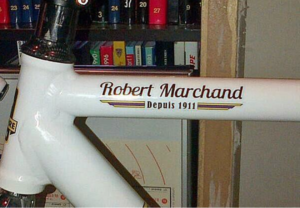 Robert Marchand
Depuis 1911